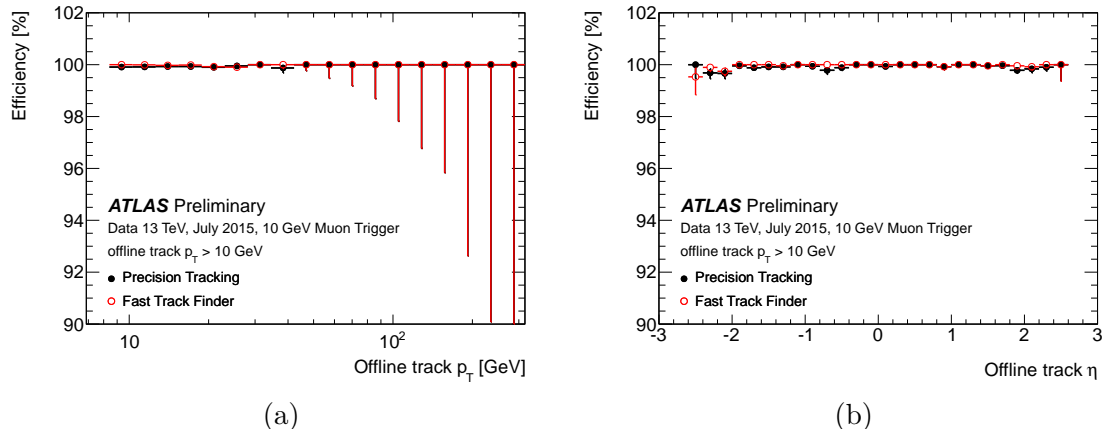 Efficiency [%]
102
100
98
96
94
92
90
ATLAS Preliminary
Data 13 TeV, July 2015, 10 GeV Muon Trigger
offline track p_T > 10 GeV
Precision Tracking
Fast Track Finder
10
10²
Offline track p_T [GeV]
(a)
Efficiency [%]
102
100
98
96
94
92
90
ATLAS Preliminary
Data 13 TeV, July 2015, 10 GeV Muon Trigger
offline track p_T > 10 GeV
Precision Tracking
Fast Track Finder
-3 -2 -1 0 1 2 3
Offline track η
(b)